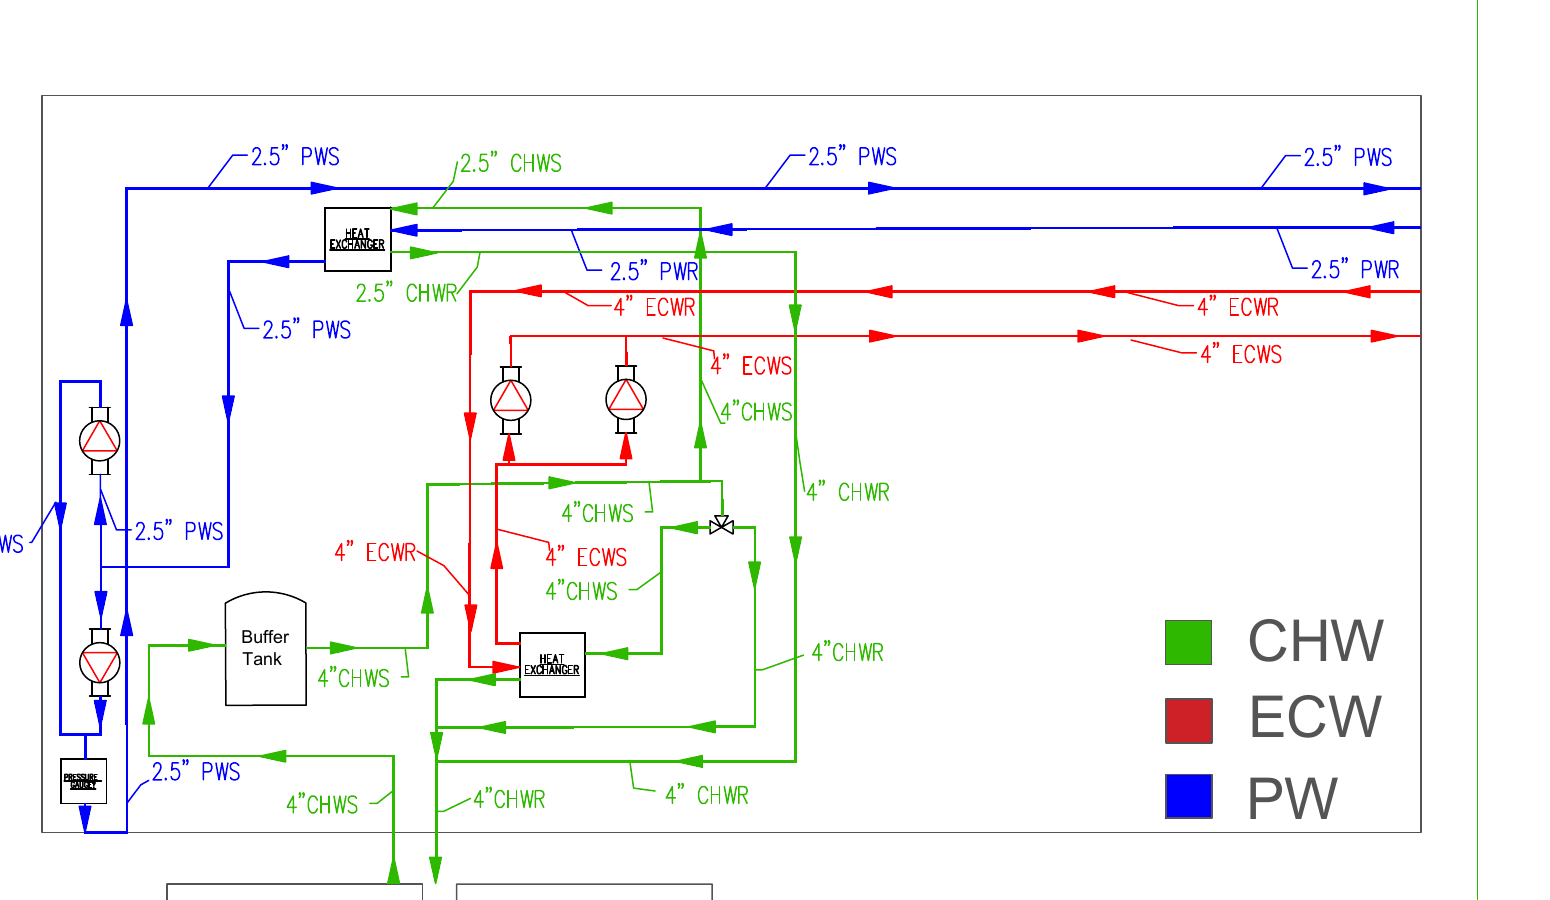 2.5” PWS
2.5” CHWS
2.5” PWS
2.5” PWS
HEAT
EXCHANGER
2.5” PWR
2.5” PWR
2.5” CHWR
4” ECWR
4” ECWR
2.5” PWS
4” ECWS
4” ECWS
4”CHWS
4” CHWR
4”CHWS
2.5” PWS
WS
4” ECWR
4” ECWS
4”CHWS
Buffer
Tank
HEAT
EXCHANGER
4”CHWR
4”CHWS
CHW
ECW
PW
PRESSURE
2.5” PWS
4”CHWS
4”CHWR
4” CHWR